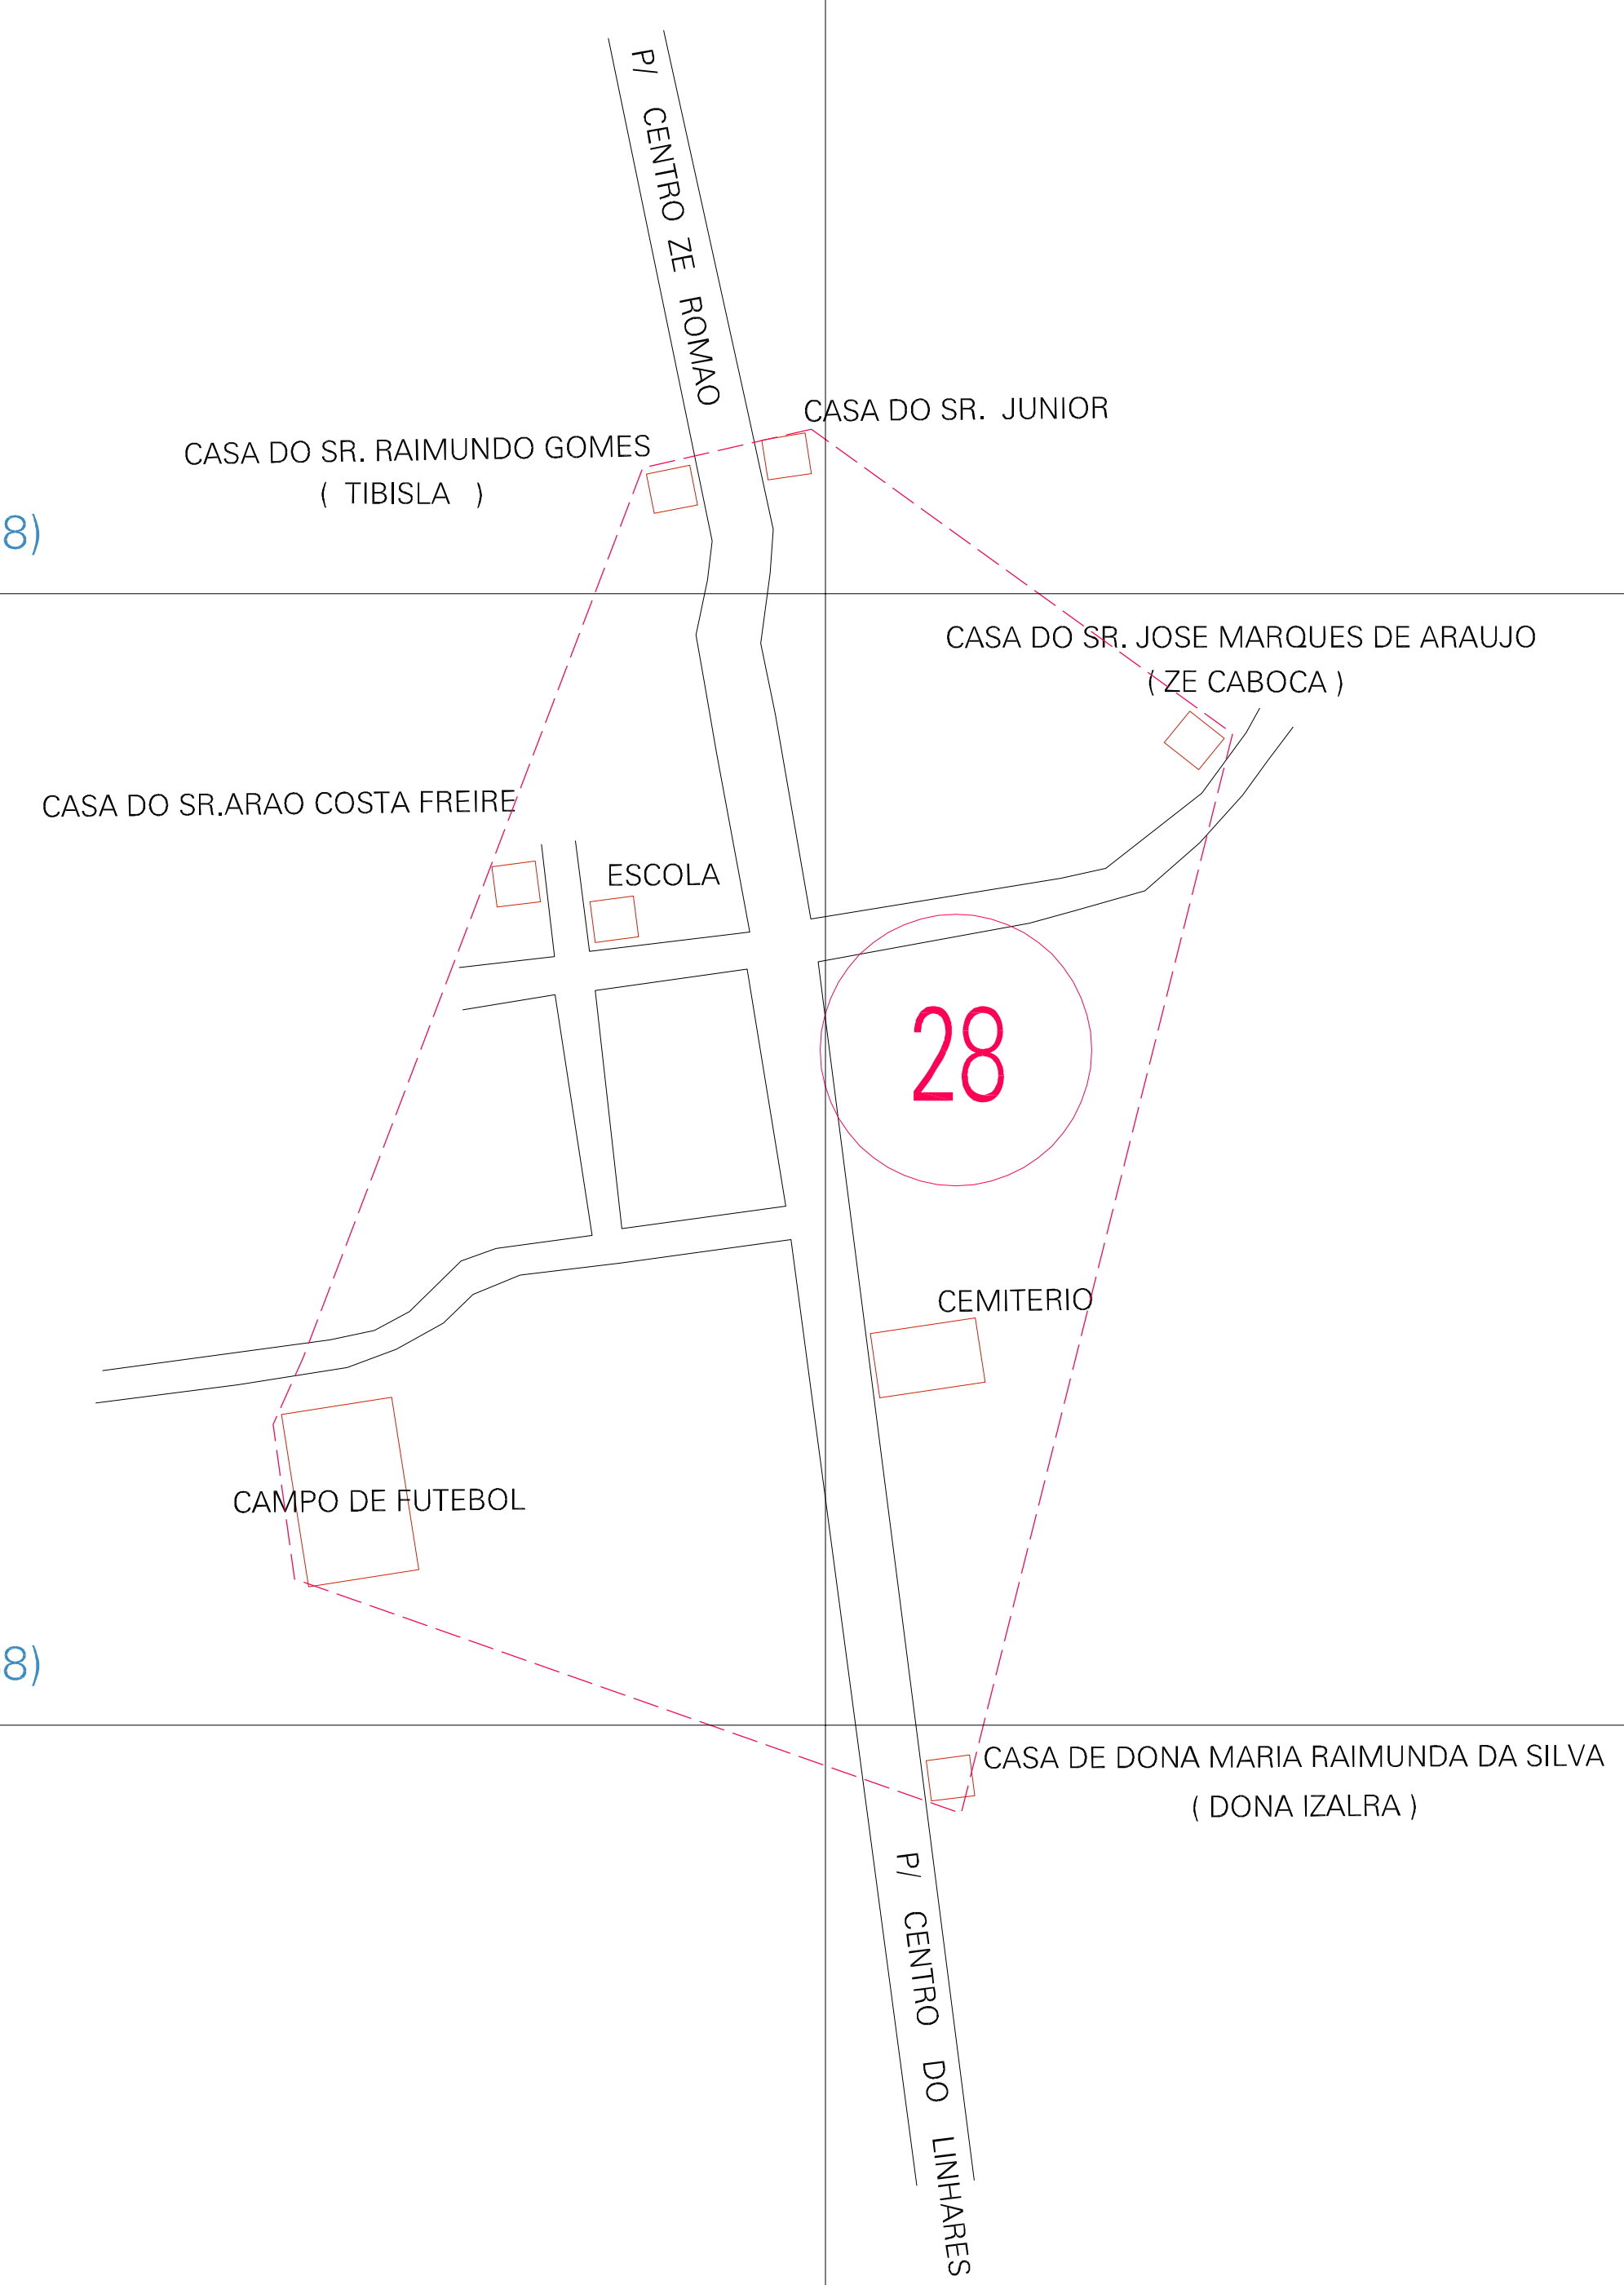 P/ CENTRO ZE ROMAO
CASA DO SR. JUNIOR
CASA DO SR. RAIMUNDO GOMES
( TIBISLA )
8)
CASA DO SR. JOSE MARQUES DE ARAUJO
( ZE CABOCA )
CASA DO SR.ARAO COSTA FREIRE
ESCOLA
28
CEMITERIO
CAMPO DE FUTEBOL
8)
CASA DE DONA MARIA RAIMUNDA DA SILVA
( DONA IZALRA )
P/ CENTRO DO LINHARES